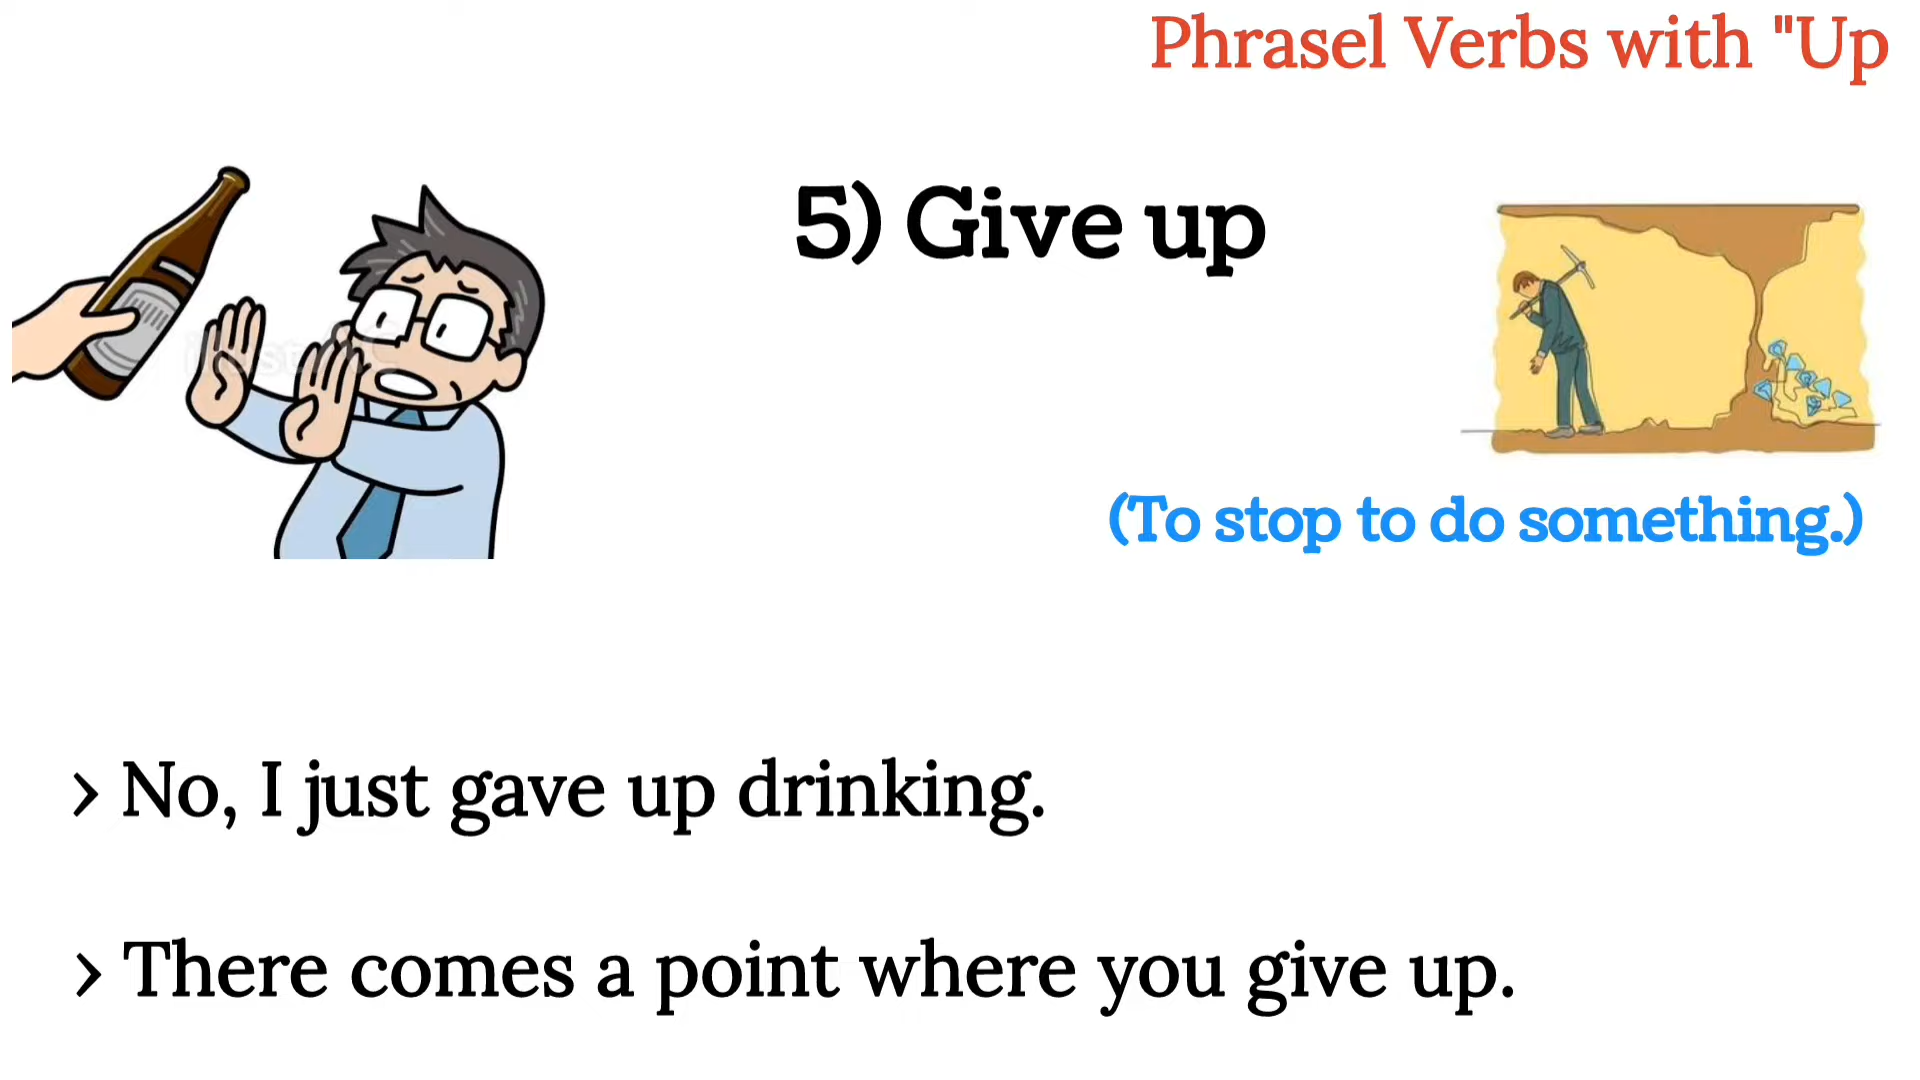 Phrasel Verbs with "Up
5) Give up
(To stop to do something.)
› No, I just gave up drinking.
› There comes a point where you give up.